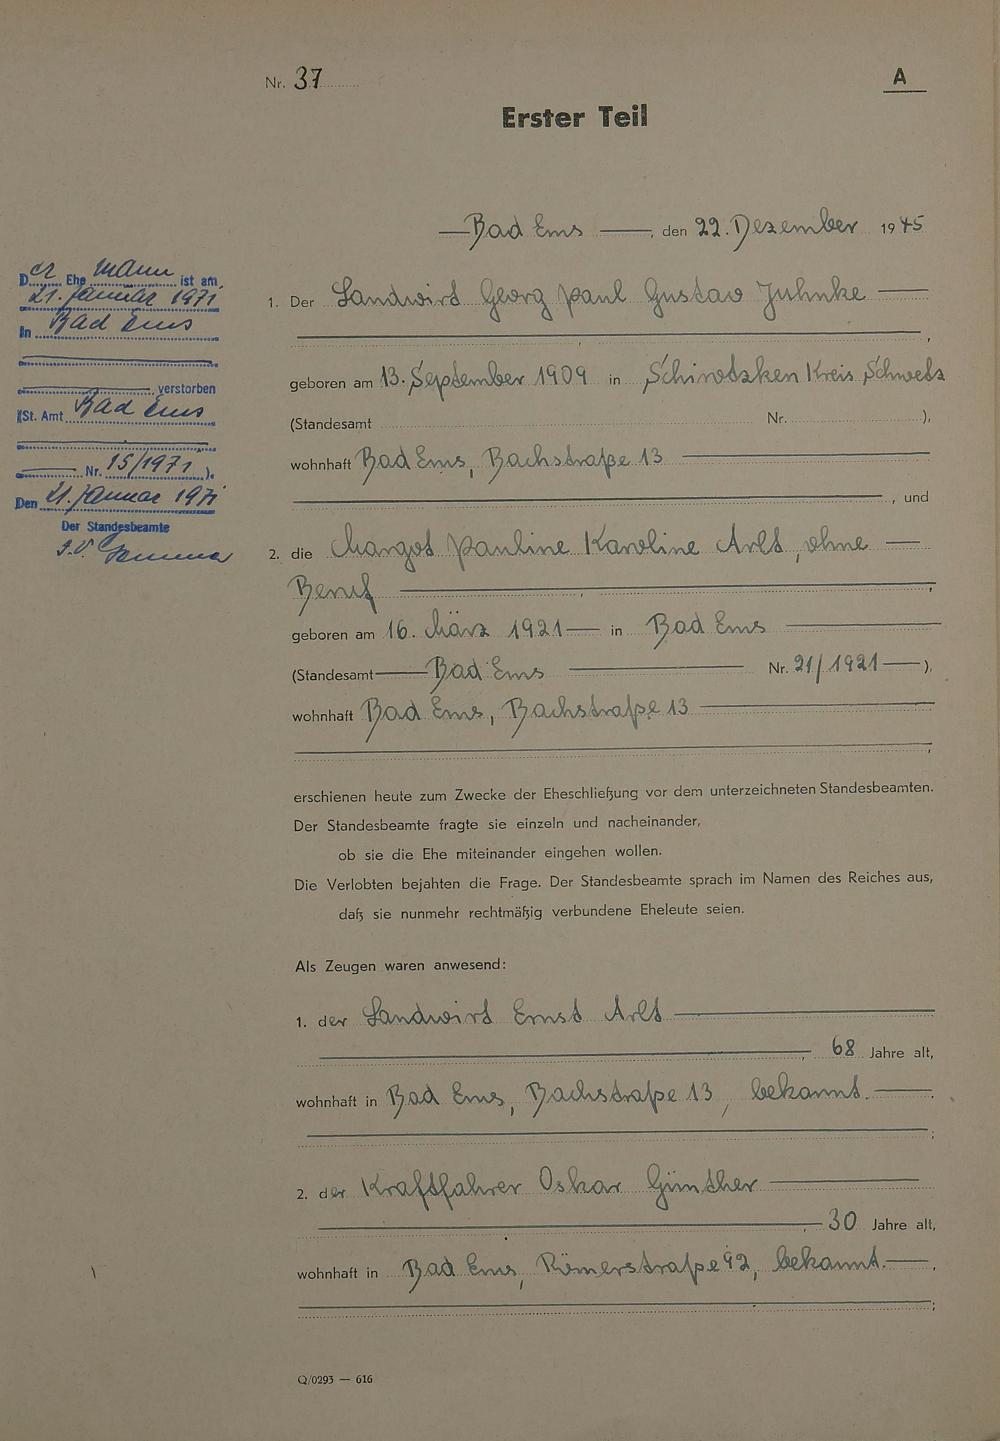 Nr. 37
A
Erster Teil
Bad Ems, den 22. Dezember 1945
Der Ehe Mann ist am
21. Januar 1971
In Bad Ems
verstorben
(St. Amt Bad Ems
Nr. 15/1971 ).
Den 21. Januar 1971
Der Standesbeamte
I.V.
1. Der Landwirt Georg Paul Gustav Juhnke
,
geboren am 13. September 1909 in Schirotzken Kreis Schwetz
(Standesamt Nr. ),
wohnhaft Bad Ems, Bachstraße 13
, und
2. die Margot Pauline Karoline Arlt, ohne
Beruf ,
geboren am 16. März 1921 in Bad Ems
(Standesamt Bad Ems Nr. 21/1921 ),
wohnhaft Bad Ems, Bachstraße 13
,
erschienen heute zum Zwecke der Eheschließung vor dem unterzeichneten Standesbeamten.
Der Standesbeamte fragte sie einzeln und nacheinander,
ob sie die Ehe miteinander eingehen wollen.
Die Verlobten bejahten die Frage. Der Standesbeamte sprach im Namen des Reiches aus,
daß sie nunmehr rechtmäßig verbundene Eheleute seien.
Als Zeugen waren anwesend:
1. der Landwirt Ernst Arlt
, 68 Jahre alt,
wohnhaft in Bad Ems, Bachstraße 13, bekannt.
;
2. der Kraftfahrer Oskar Günther
30 Jahre alt,
wohnhaft in Bad Ems, Römerstraße 92, bekannt.
;
Q/0293 — 616